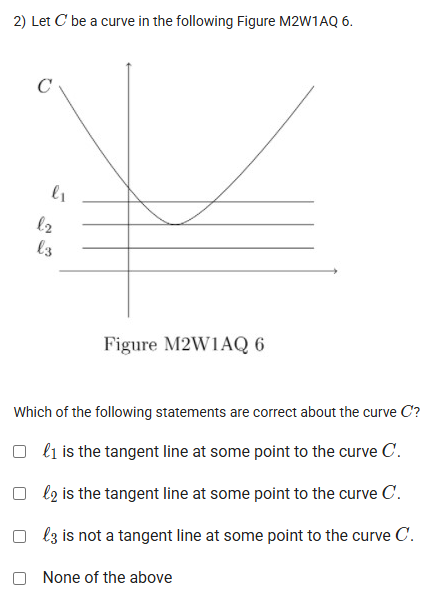 2) Let C be a curve in the following Figure M2W1AQ 6.
C
ℓ₁
ℓ₂
ℓ₃
Figure M2W1AQ 6
Which of the following statements are correct about the curve C?
ℓ₁ is the tangent line at some point to the curve C.
ℓ₂ is the tangent line at some point to the curve C.
ℓ₃ is not a tangent line at some point to the curve C.
None of the above